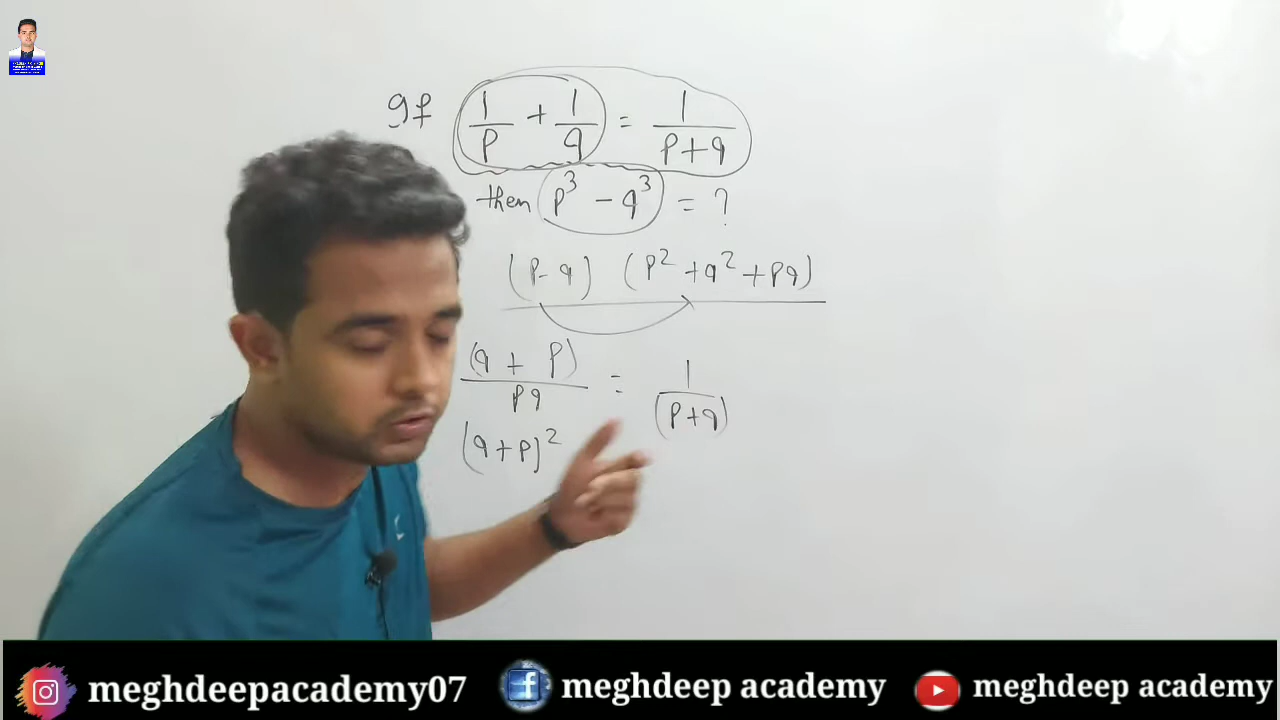 If 1/p + 1/q = 1/(p+q)
then p³ - q³ = ?
(p-q) (p²+q²+pq)
(q + p)/pq = 1/(p+q)
(q+p)²
meghdeepacademy07 meghdeep academy meghdeep academy